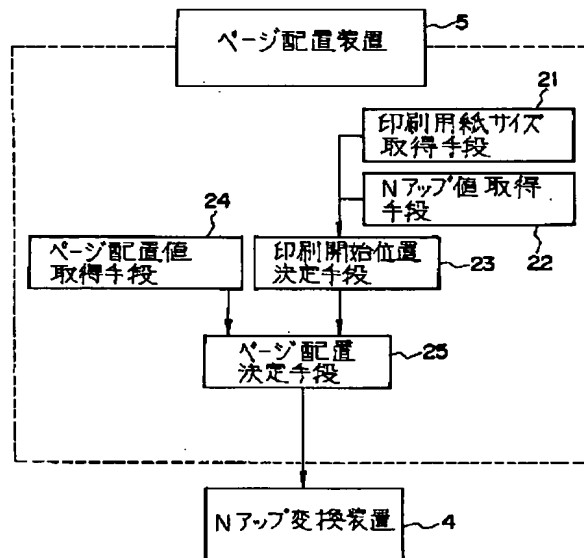 5
ページ配置装置
21
印刷用紙サイズ
取得手段
Nアップ値取得
手段
22
24
ページ配置値
取得手段
印刷開始位置
決定手段
23
ページ配置
決定手段
25
Nアップ変換装置
4